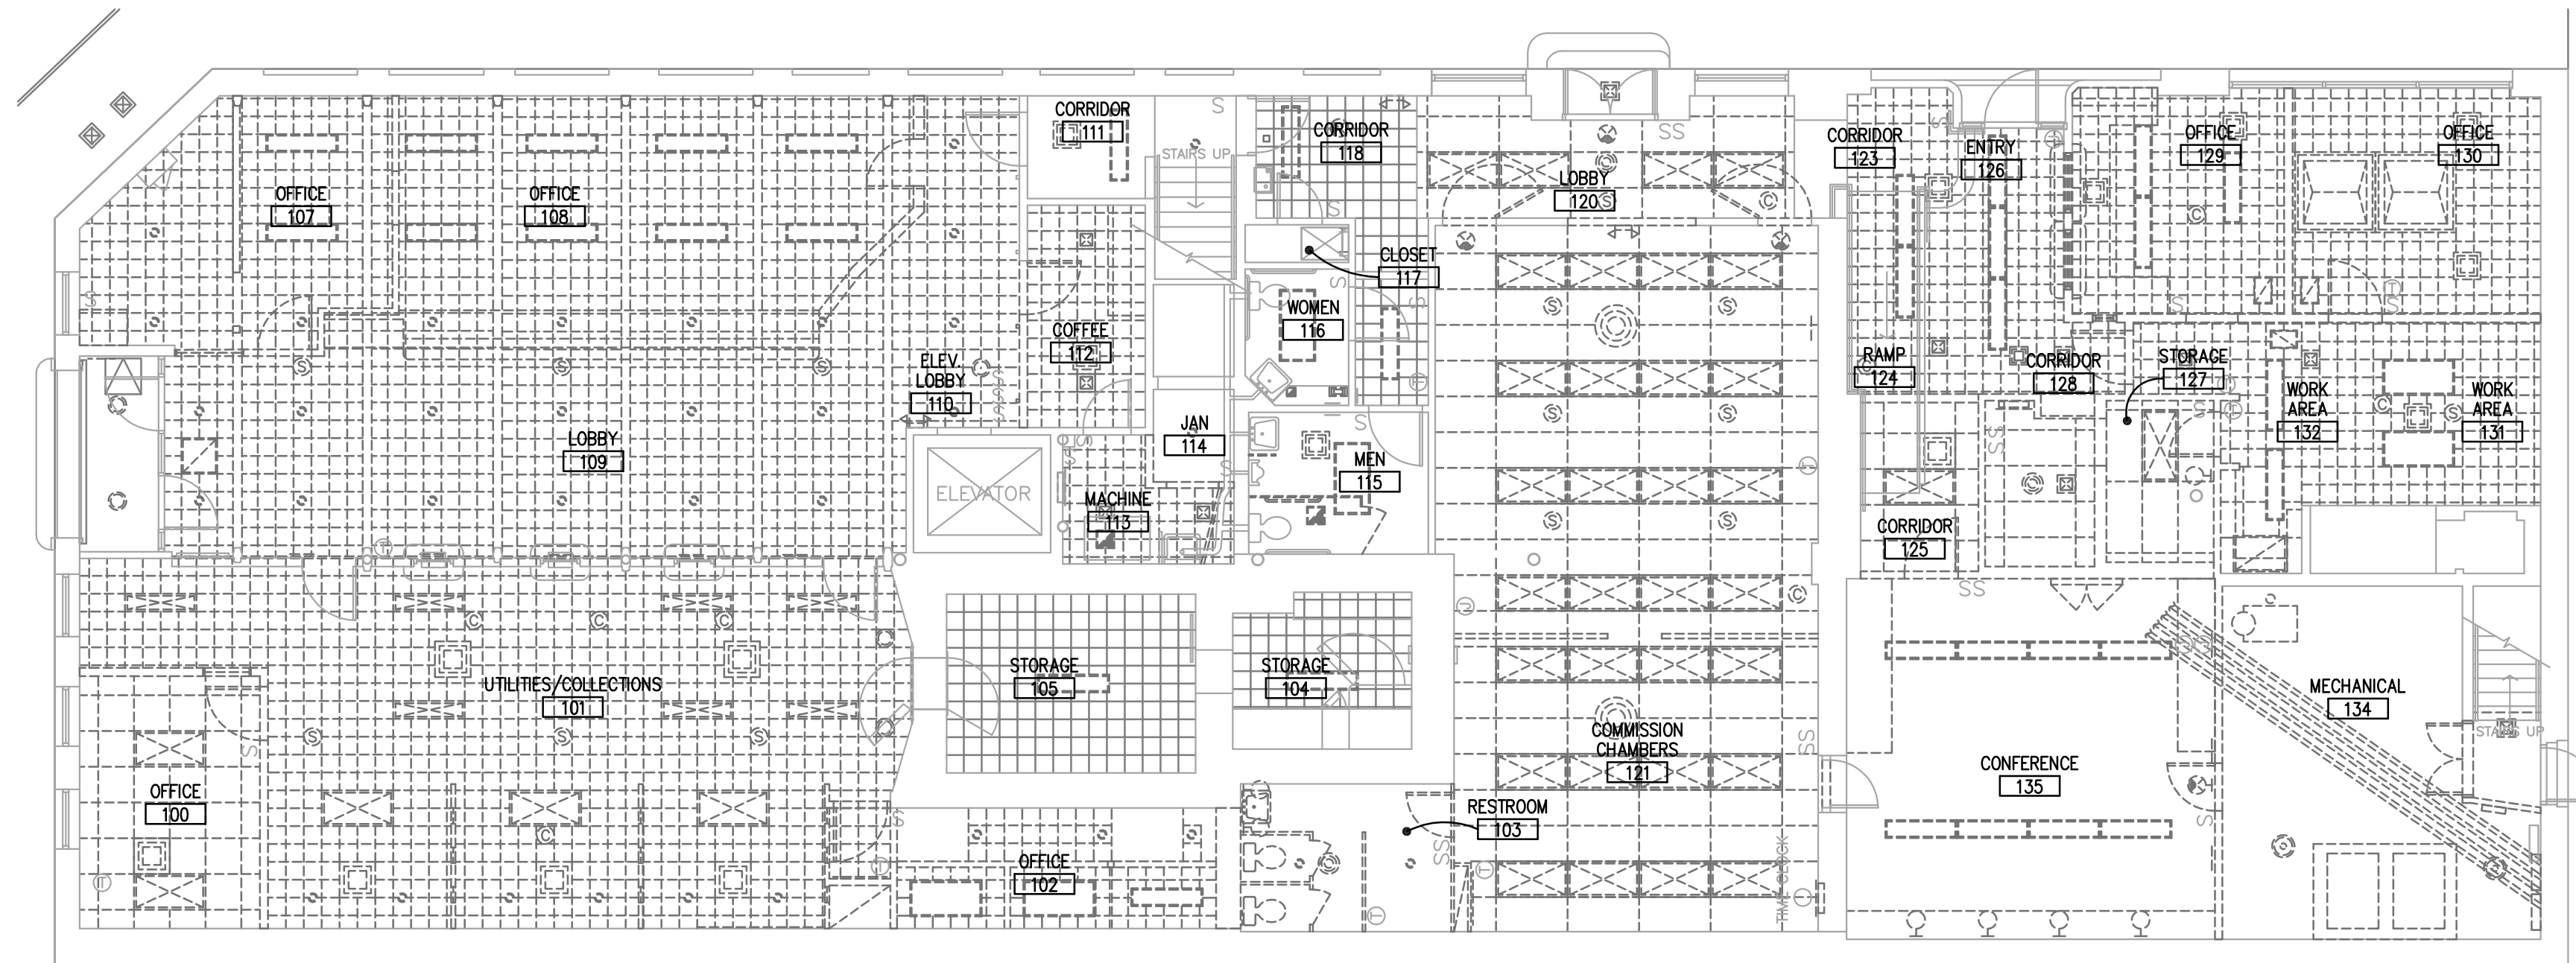 CORRIDOR
111
S
STAIRS UP
CORRIDOR
118
S
SS
LOBBY
120
S
C
CORRIDOR
123
ENTRY
126
OFFICE
129
C
OFFICE
130
OFFICE
107
OFFICE
108
CLOSET
117
WOMEN
116
COFFEE
112
ELEV.
LOBBY
110
RAMP
124
CORRIDOR
128
STORAGE
127
WORK
AREA
132
WORK
AREA
131
JAN
114
LOBBY
109
ELEVATOR
MEN
115
MACHINE
113
CORRIDOR
125
SS
STORAGE
105
STORAGE
104
UTILITIES/COLLECTIONS
101
MECHANICAL
134
STAIRS UP
COMMISSION
CHAMBERS
121
CONFERENCE
135
OFFICE
100
RESTROOM
103
OFFICE
102
TIME CLOCK